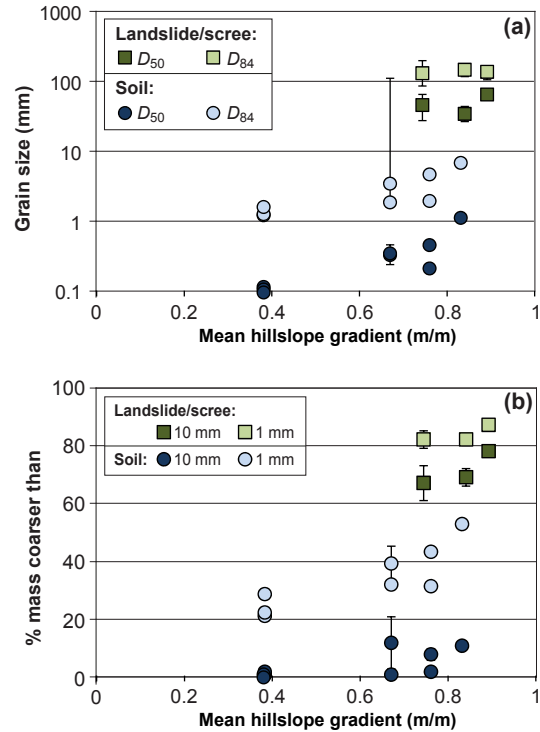 (a)
Landslide/scree:
D50 D84
Soil:
D50 D84
1000
100
10
1
0.1
Grain size (mm)
0 0.2 0.4 0.6 0.8 1
Mean hillslope gradient (m/m)
(b)
Landslide/scree:
10 mm 1 mm
Soil: 10 mm 1 mm
100
80
60
40
20
0
% mass coarser than
0 0.2 0.4 0.6 0.8 1
Mean hillslope gradient (m/m)